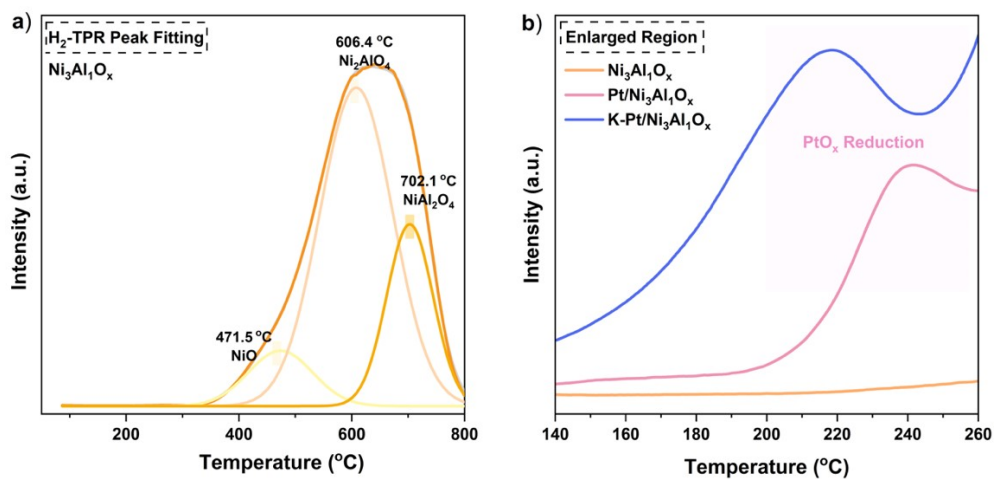 a)
H₂-TPR Peak Fitting
Ni₃Al₁Oₓ
606.4 °C
Ni₂AlO₄
702.1 °C
NiAl₂O₄
471.5 °C
NiO
Intensity (a.u.)
200
400
600
800
Temperature (°C)
b)
Enlarged Region
Ni₃Al₁Oₓ
Pt/Ni₃Al₁Oₓ
K-Pt/Ni₃Al₁Oₓ
PtOₓ Reduction
Intensity (a.u.)
140
160
180
200
220
240
260
Temperature (°C)